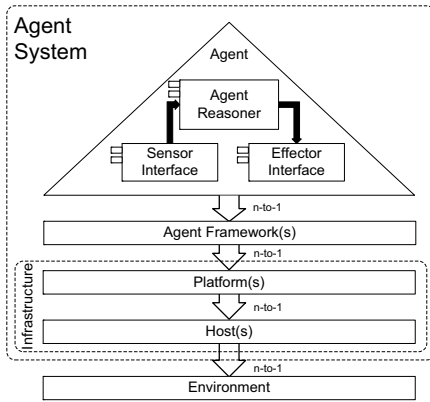 Agent
System
Agent
Agent
Reasoner
Sensor
Interface
Effector
Interface
n-to-1
Agent Framework(s)
n-to-1
Infrastructure
Platform(s)
n-to-1
Host(s)
n-to-1
Environment